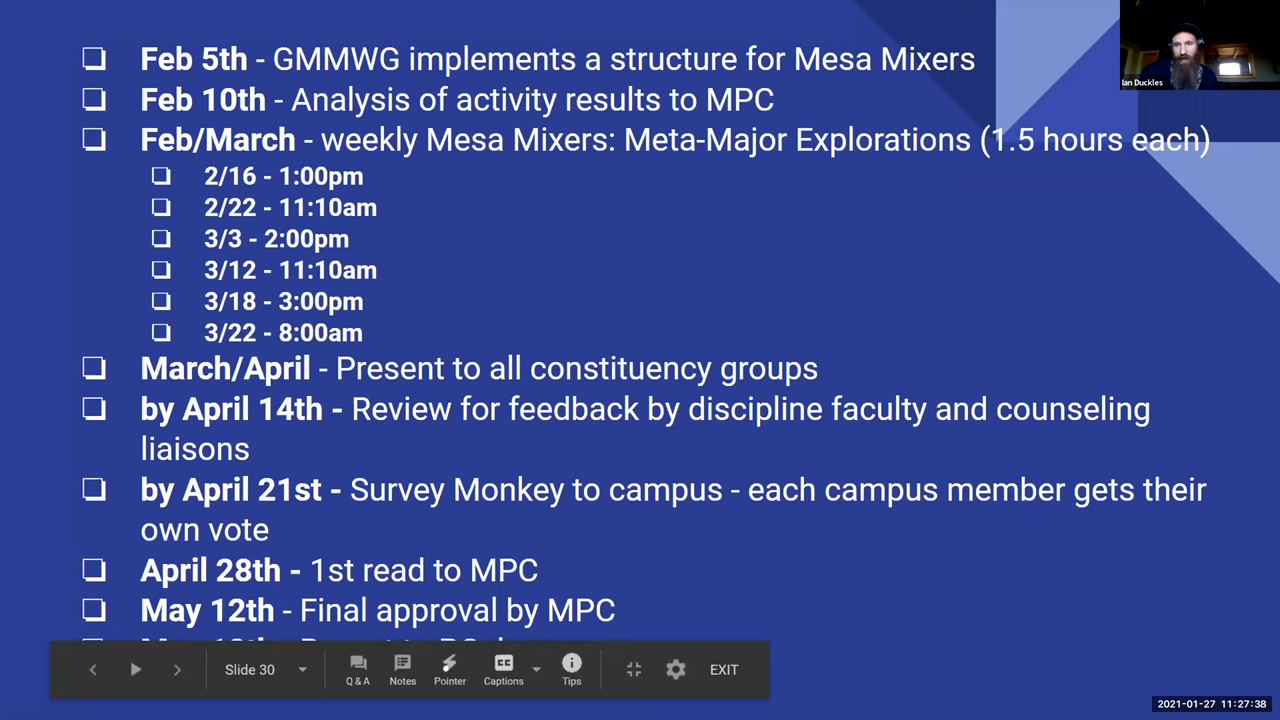 ❏ Feb 5th - GMMWG implements a structure for Mesa Mixers
❏ Feb 10th - Analysis of activity results to MPC
❏ Feb/March - weekly Mesa Mixers: Meta-Major Explorations (1.5 hours each)
❏ 2/16 - 1:00pm
❏ 2/22 - 11:10am
❏ 3/3 - 2:00pm
❏ 3/12 - 11:10am
❏ 3/18 - 3:00pm
❏ 3/22 - 8:00am
❏ March/April - Present to all constituency groups
❏ by April 14th - Review for feedback by discipline faculty and counseling
liaisons
❏ by April 21st - Survey Monkey to campus - each campus member gets their
own vote
❏ April 28th - 1st read to MPC
❏ May 12th - Final approval by MPC
Slide 30
Q & A
Notes
Pointer
CC
Captions
Tips
EXIT
Ian Duckles
2021-01-27 11:27:38